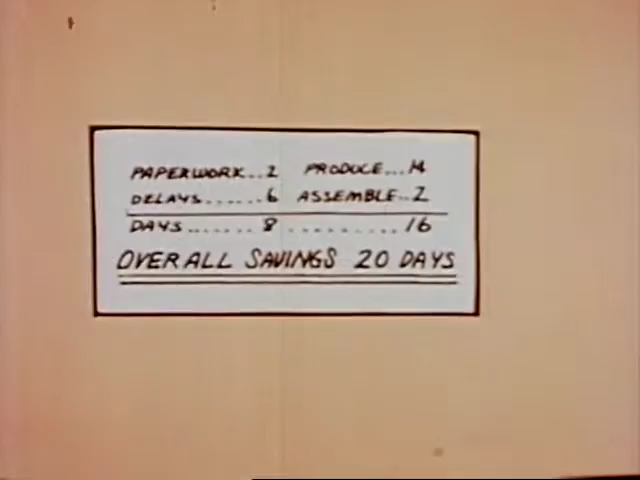 PAPERWORK..2 PRODUCE...14
DELAYS......6 ASSEMBLE..2
DAYS.......8..........16
OVERALL SAVINGS 20 DAYS